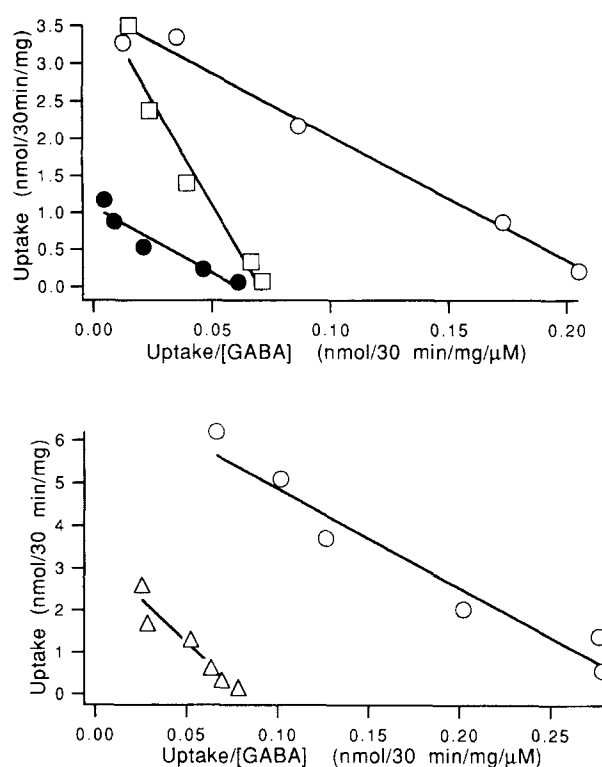 3.5
3.0
2.5
2.0
1.5
1.0
0.5
0.0
Uptake (nmol/30min/mg)
0.00 0.05 0.10 0.15 0.20
Uptake/[GABA] (nmol/30 min/mg/µM)
6
5
4
3
2
1
0
Uptake (nmol/30 min/mg)
0.00 0.05 0.10 0.15 0.20 0.25
Uptake/[GABA] (nmol/30 min/mg/µM)